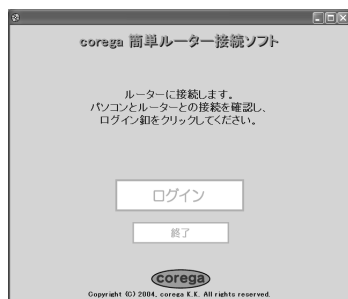 corega 簡単ルーター接続ソフト
ルーターに接続します。
パソコンとルーターとの接続を確認し、
ログイン釦をクリックしてください。
ログイン
終了
corega
Copyright (C) 2004, corega K.K. All rights reserved.